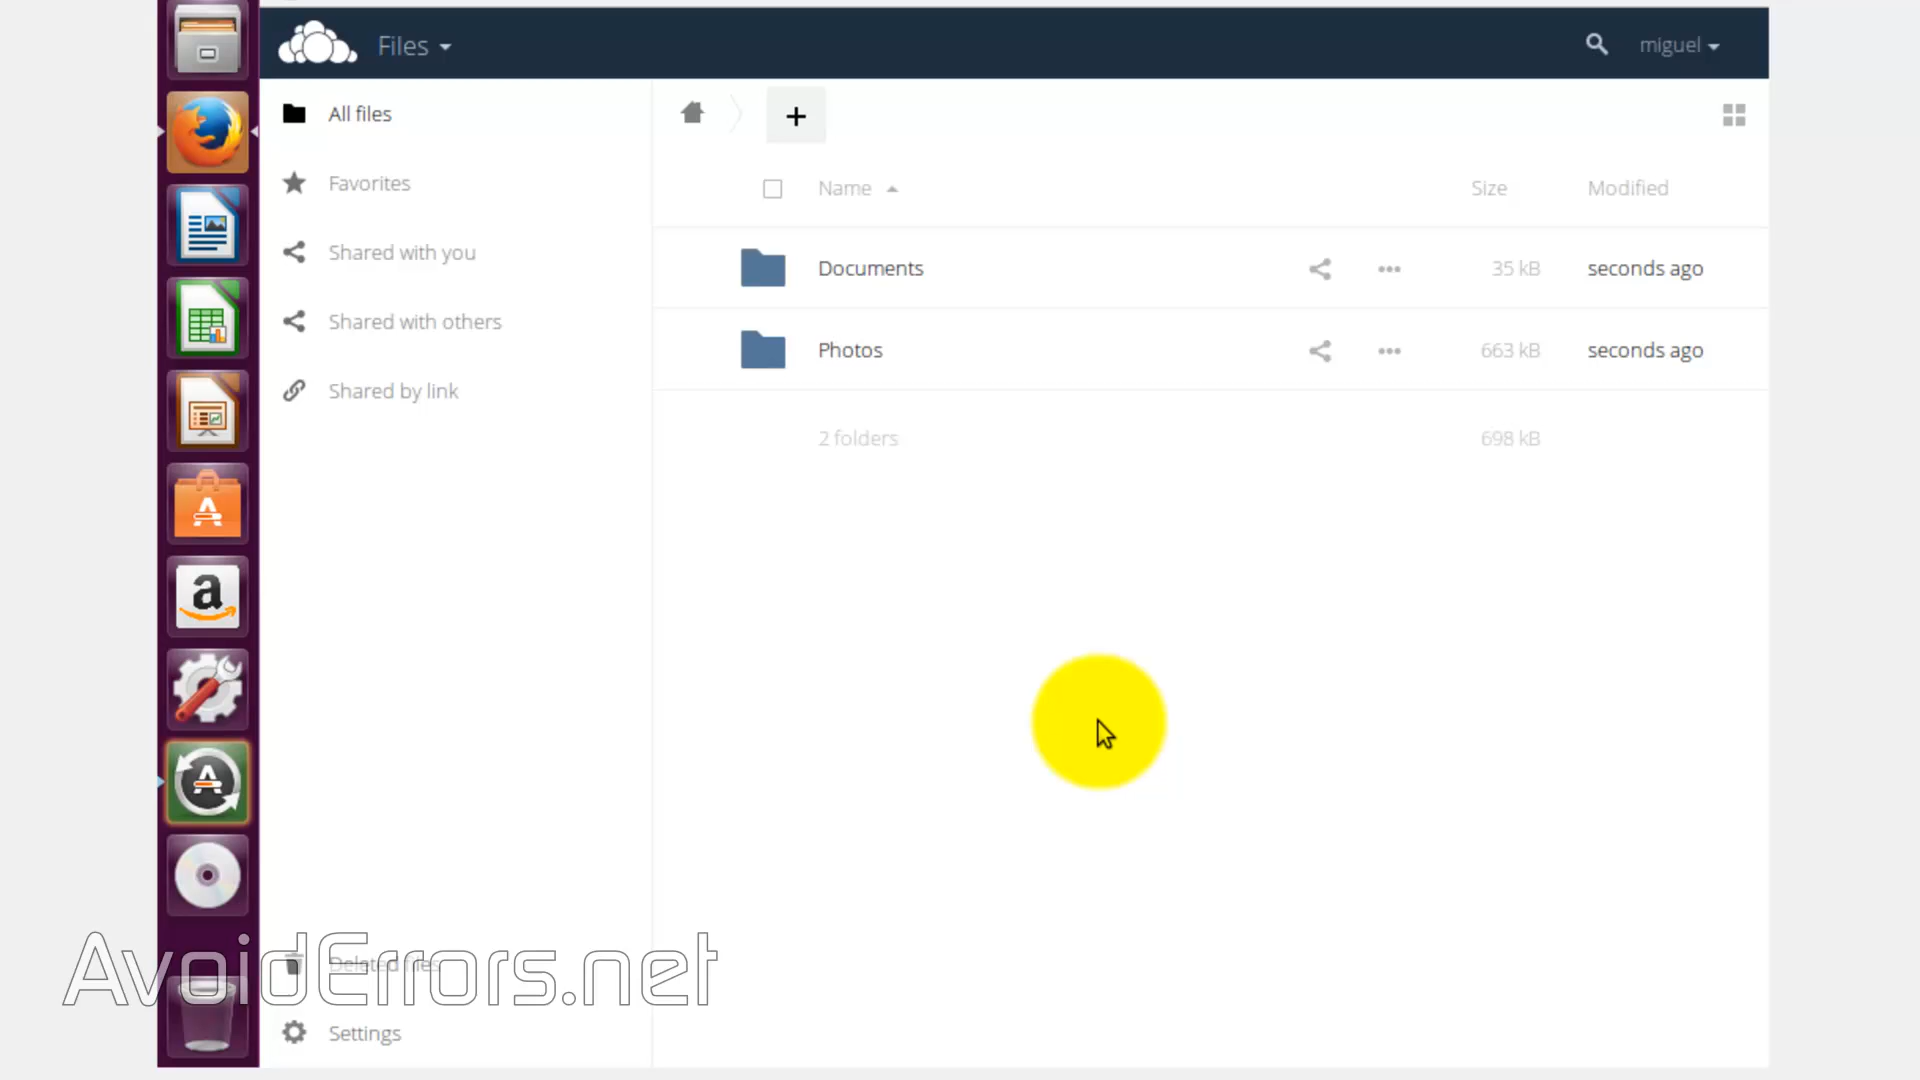 Files
miguel
All files
Favorites
Shared with you
Shared with others
Shared by link
Deleted files
Settings
+
Name Size Modified
Documents ••• 35 kB seconds ago
Photos ••• 663 kB seconds ago
2 folders 698 kB
a
AvoidErrors.net